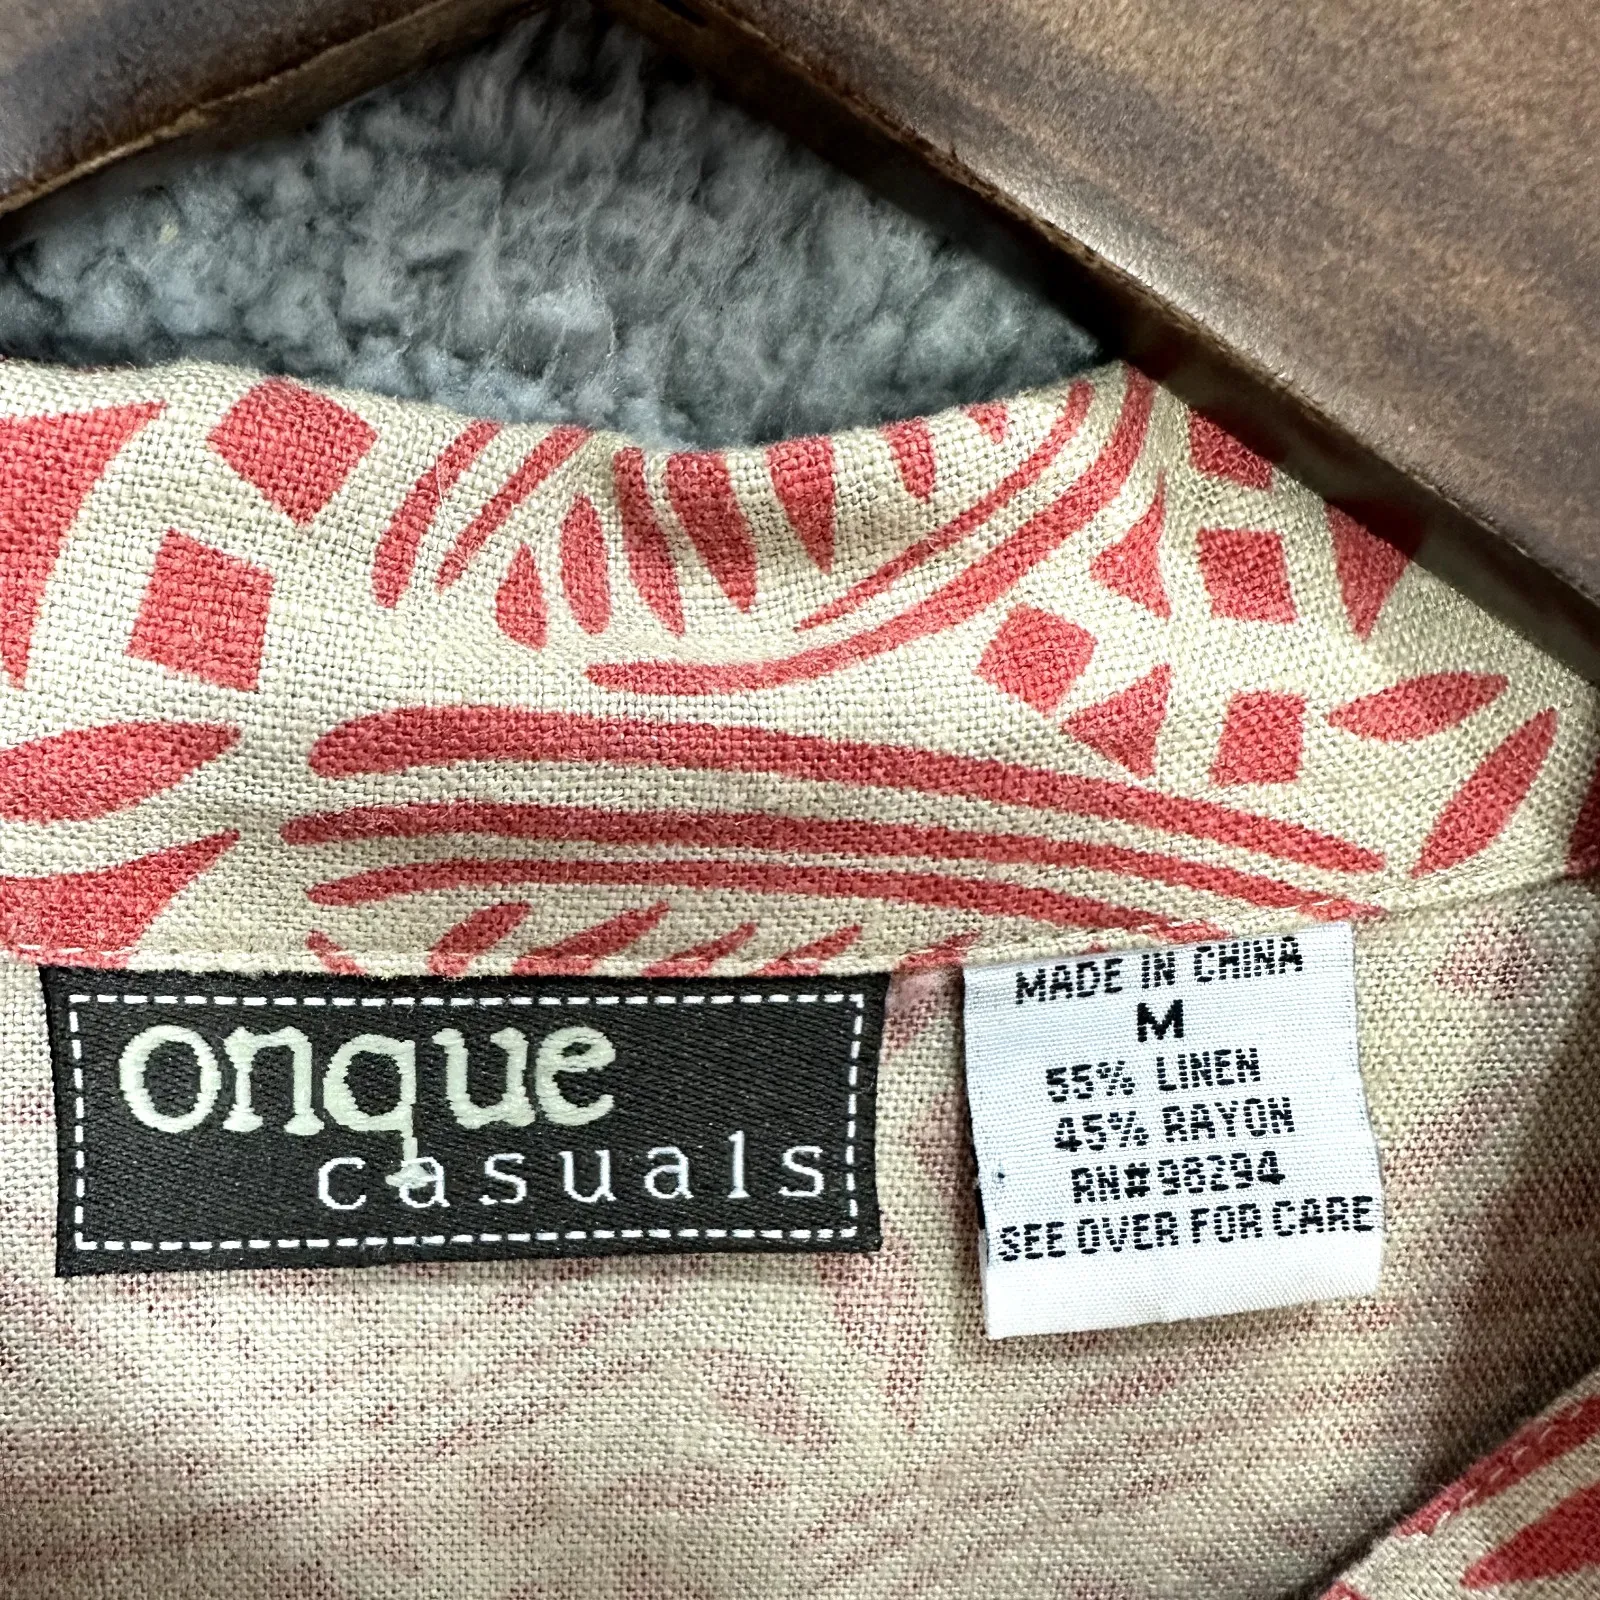 onque
casuals
MADE IN CHINA
M
55% LINEN
45% RAYON
RN# 98294
SEE OVER FOR CARE